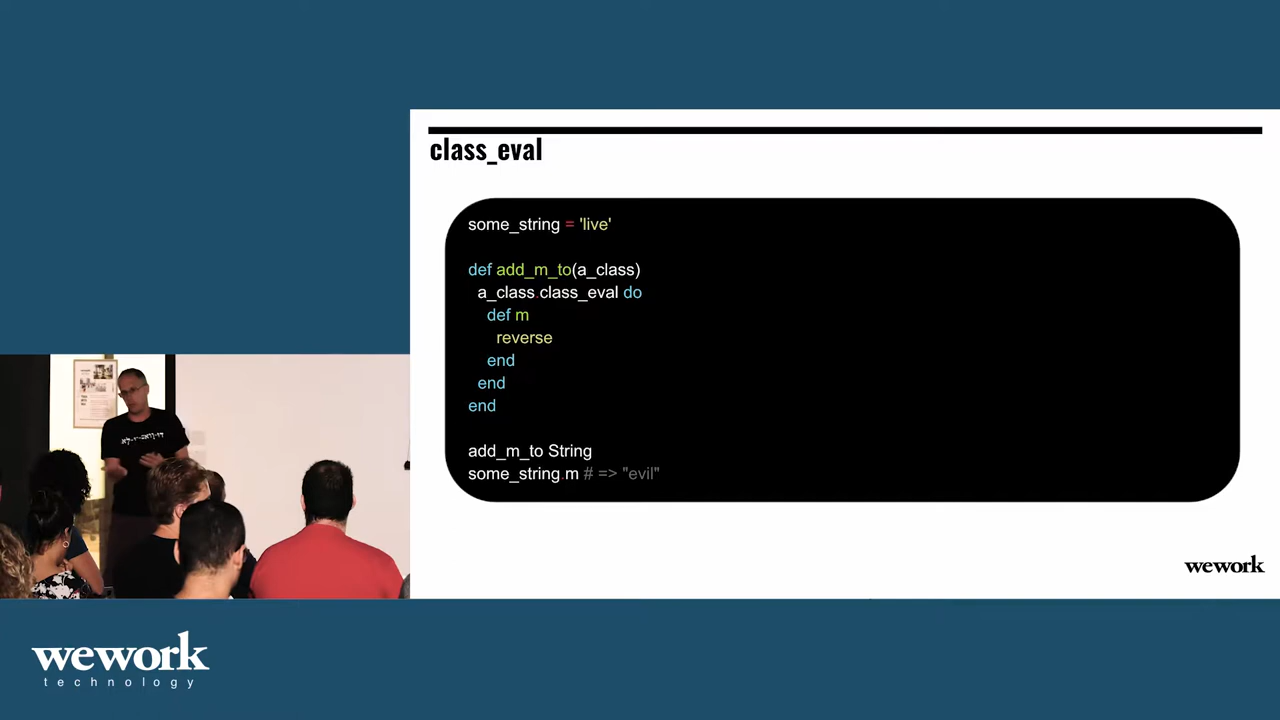 class_eval
some_string = 'live'
def add_m_to(a_class)
a_class.class_eval do
def m
reverse
end
end
end
add_m_to String
some_string.m # => "evil"
wework
wework
technology